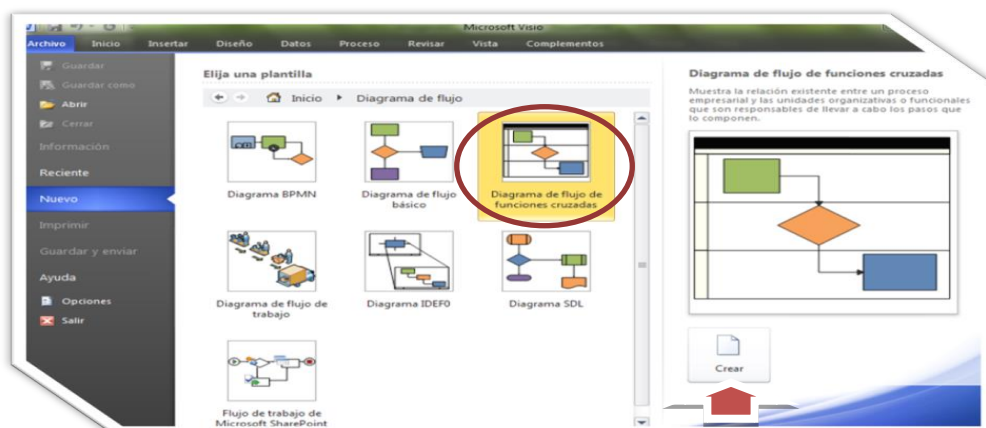 Microsoft Visio
Archivo Inicio Insertar Diseño Datos Proceso Revisar Vista Complementos
Guardar
Guardar como
Abrir
Cerrar
Información
Reciente
Nuevo
Imprimir
Guardar y enviar
Ayuda
Opciones
Salir
Elija una plantilla
Inicio Diagrama de flujo
Diagrama BPMN
Diagrama de flujo
básico
Diagrama de flujo de
funciones cruzadas
Diagrama de flujo de
trabajo
Diagrama IDEF0
Diagrama SDL
Flujo de trabajo de
Microsoft SharePoint
Diagrama de flujo de funciones cruzadas
Muestra la relación existente entre un proceso
empresarial y las unidades organizativas o funcionales
que son responsables de llevar a cabo los pasos que
lo componen.
Crear